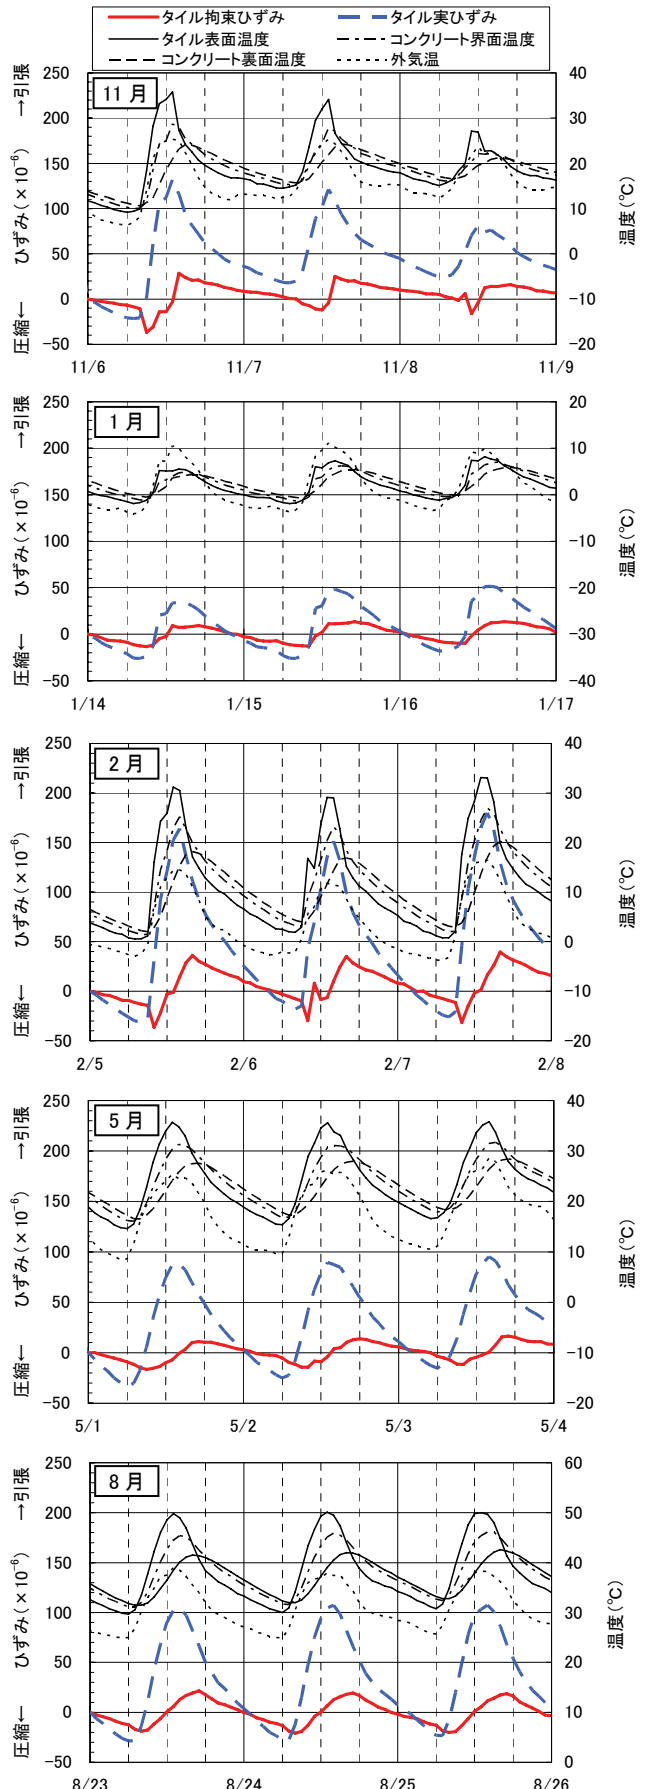 タイル拘束ひずみ タイル実ひずみ
タイル表面温度 コンクリート界面温度
コンクリート裏面温度 外気温
11月
圧縮← ひずみ(×10⁻⁶) →引張
250 200 150 100 50 0 −50
温度(℃)
40 30 20 10 0 −10 −20
11/6 11/7 11/8 11/9
1月
圧縮← ひずみ(×10⁻⁶) →引張
250 200 150 100 50 0 −50
温度(℃)
20 10 0 −10 −20 −30 −40
1/14 1/15 1/16 1/17
2月
圧縮← ひずみ(×10⁻⁶) →引張
250 200 150 100 50 0 −50
温度(℃)
40 30 20 10 0 −10 −20
2/5 2/6 2/7 2/8
5月
圧縮← ひずみ(×10⁻⁶) →引張
250 200 150 100 50 0 −50
温度(℃)
40 30 20 10 0 −10 −20
5/1 5/2 5/3 5/4
8月
圧縮← ひずみ(×10⁻⁶) →引張
250 200 150 100 50 0 −50
温度(℃)
60 50 40 30 20 10 0
8/23 8/24 8/25 8/26